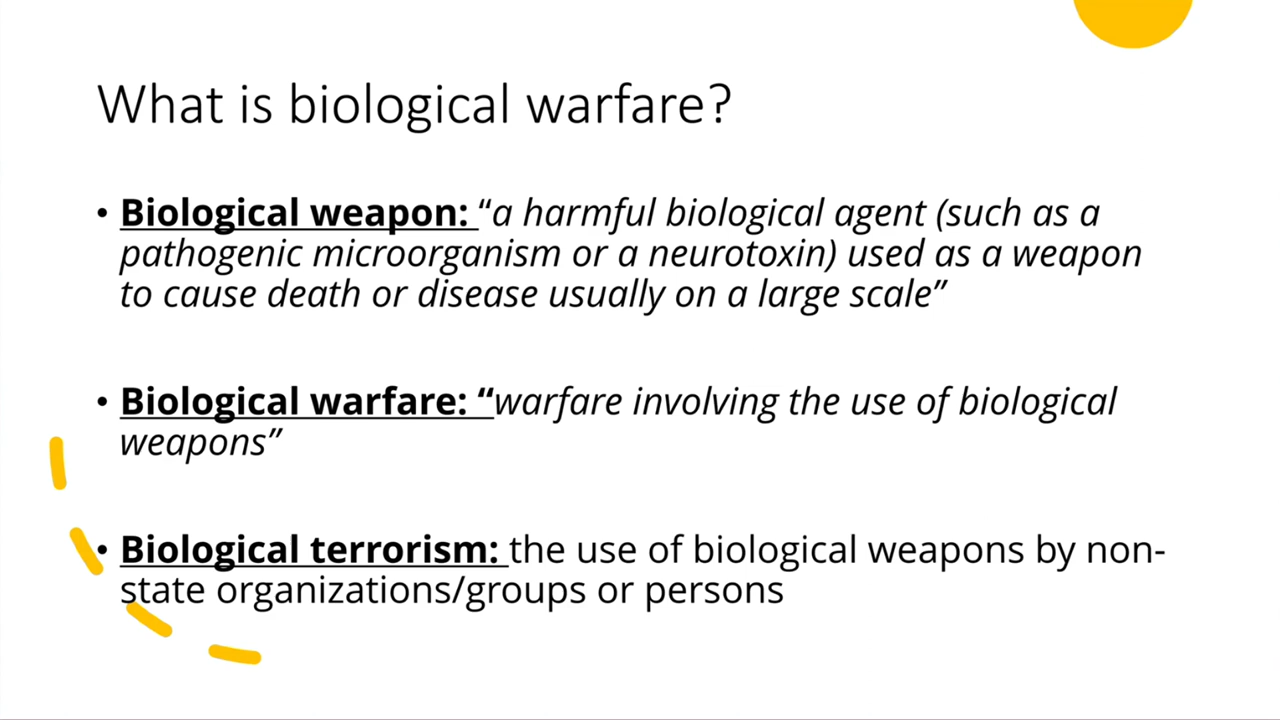 What is biological warfare?
• Biological weapon: “a harmful biological agent (such as a
pathogenic microorganism or a neurotoxin) used as a weapon
to cause death or disease usually on a large scale”
• Biological warfare: “warfare involving the use of biological
weapons”
• Biological terrorism: the use of biological weapons by non-
state organizations/groups or persons